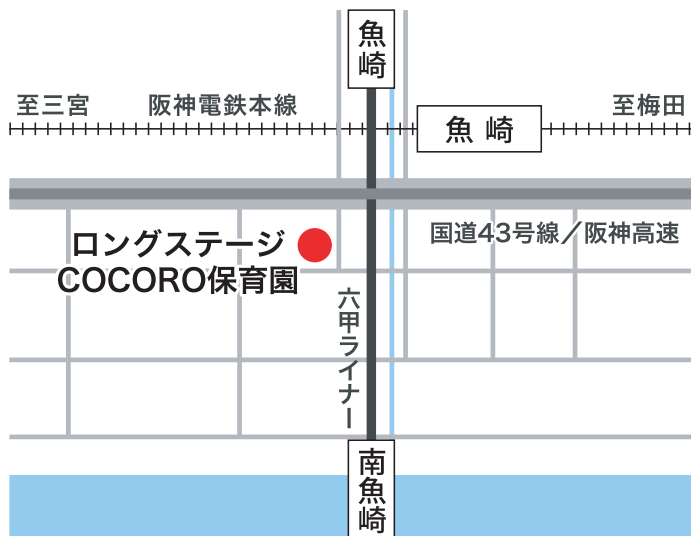 魚崎
至三宮
阪神電鉄本線
至梅田
魚崎
国道43号線／阪神高速
ロングステージ
COCORO保育園
六甲ライナー
南魚崎